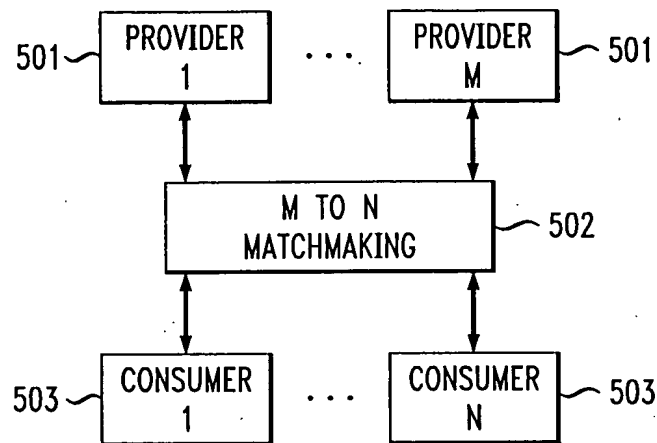 501
PROVIDER
1
...
PROVIDER
M
501
M TO N
MATCHMAKING
502
503
CONSUMER
1
...
CONSUMER
N
503